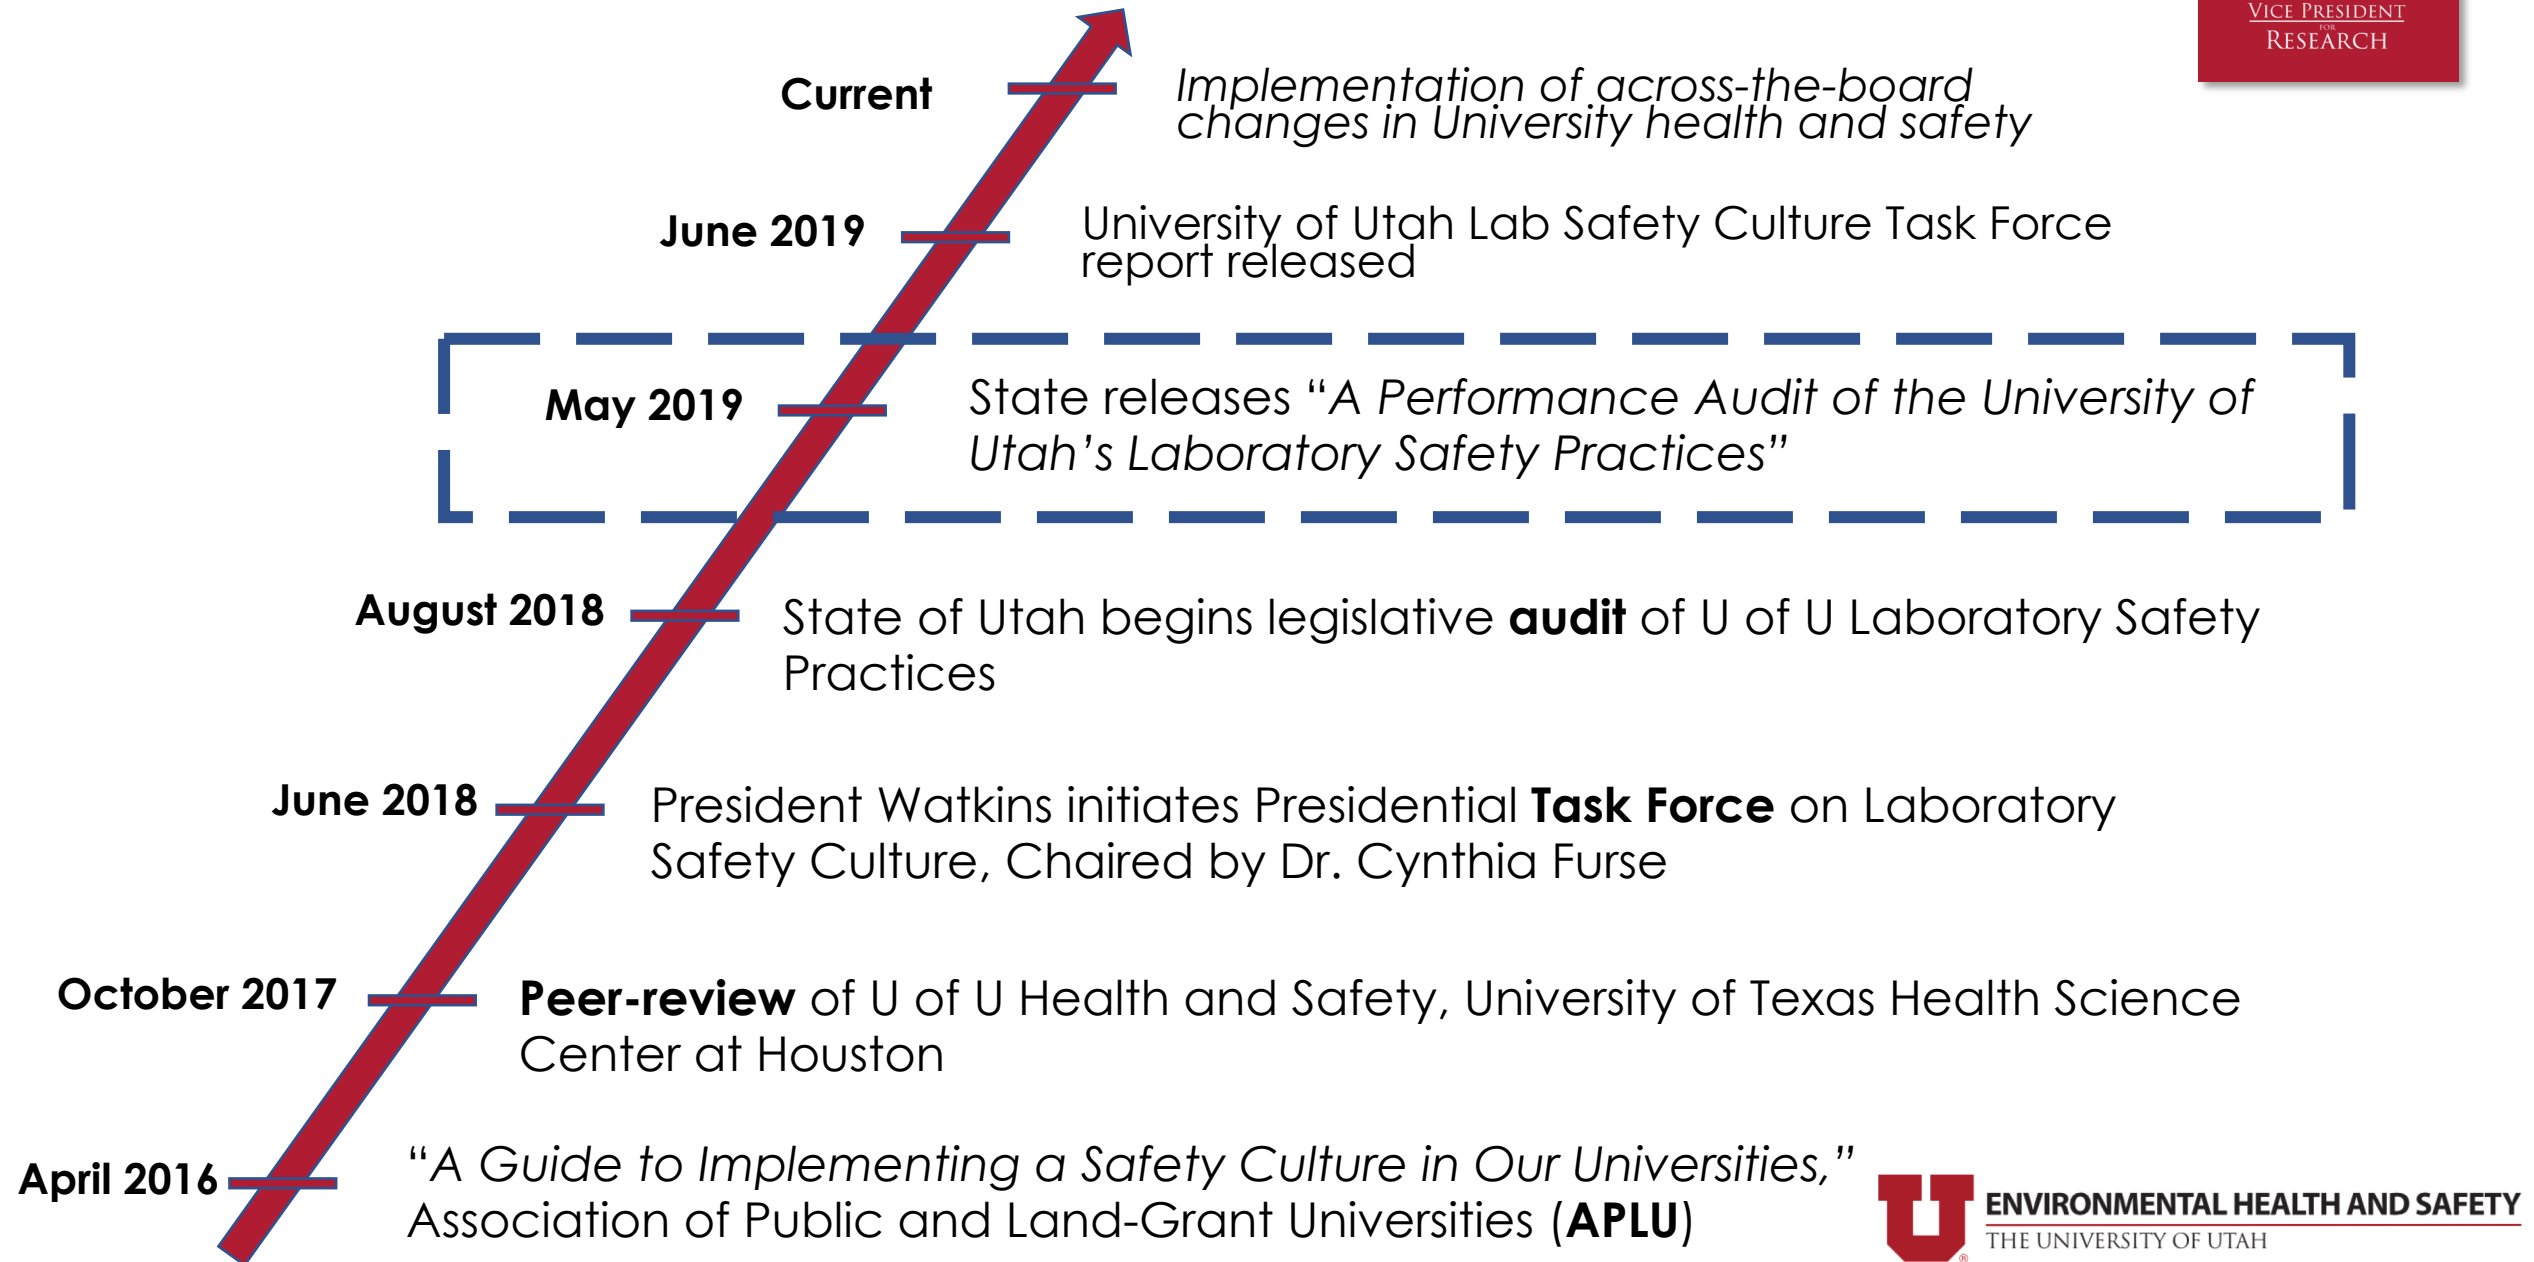 VICE PRESIDENT
FOR
RESEARCH
Current
Implementation of across-the-board
changes in University health and safety
June 2019
University of Utah Lab Safety Culture Task Force
report released
May 2019
State releases “A Performance Audit of the University of
Utah’s Laboratory Safety Practices”
August 2018
State of Utah begins legislative audit of U of U Laboratory Safety
Practices
June 2018
President Watkins initiates Presidential Task Force on Laboratory
Safety Culture, Chaired by Dr. Cynthia Furse
October 2017
Peer-review of U of U Health and Safety, University of Texas Health Science
Center at Houston
April 2016
“A Guide to Implementing a Safety Culture in Our Universities,”
Association of Public and Land-Grant Universities (APLU)
U®
ENVIRONMENTAL HEALTH AND SAFETY
THE UNIVERSITY OF UTAH